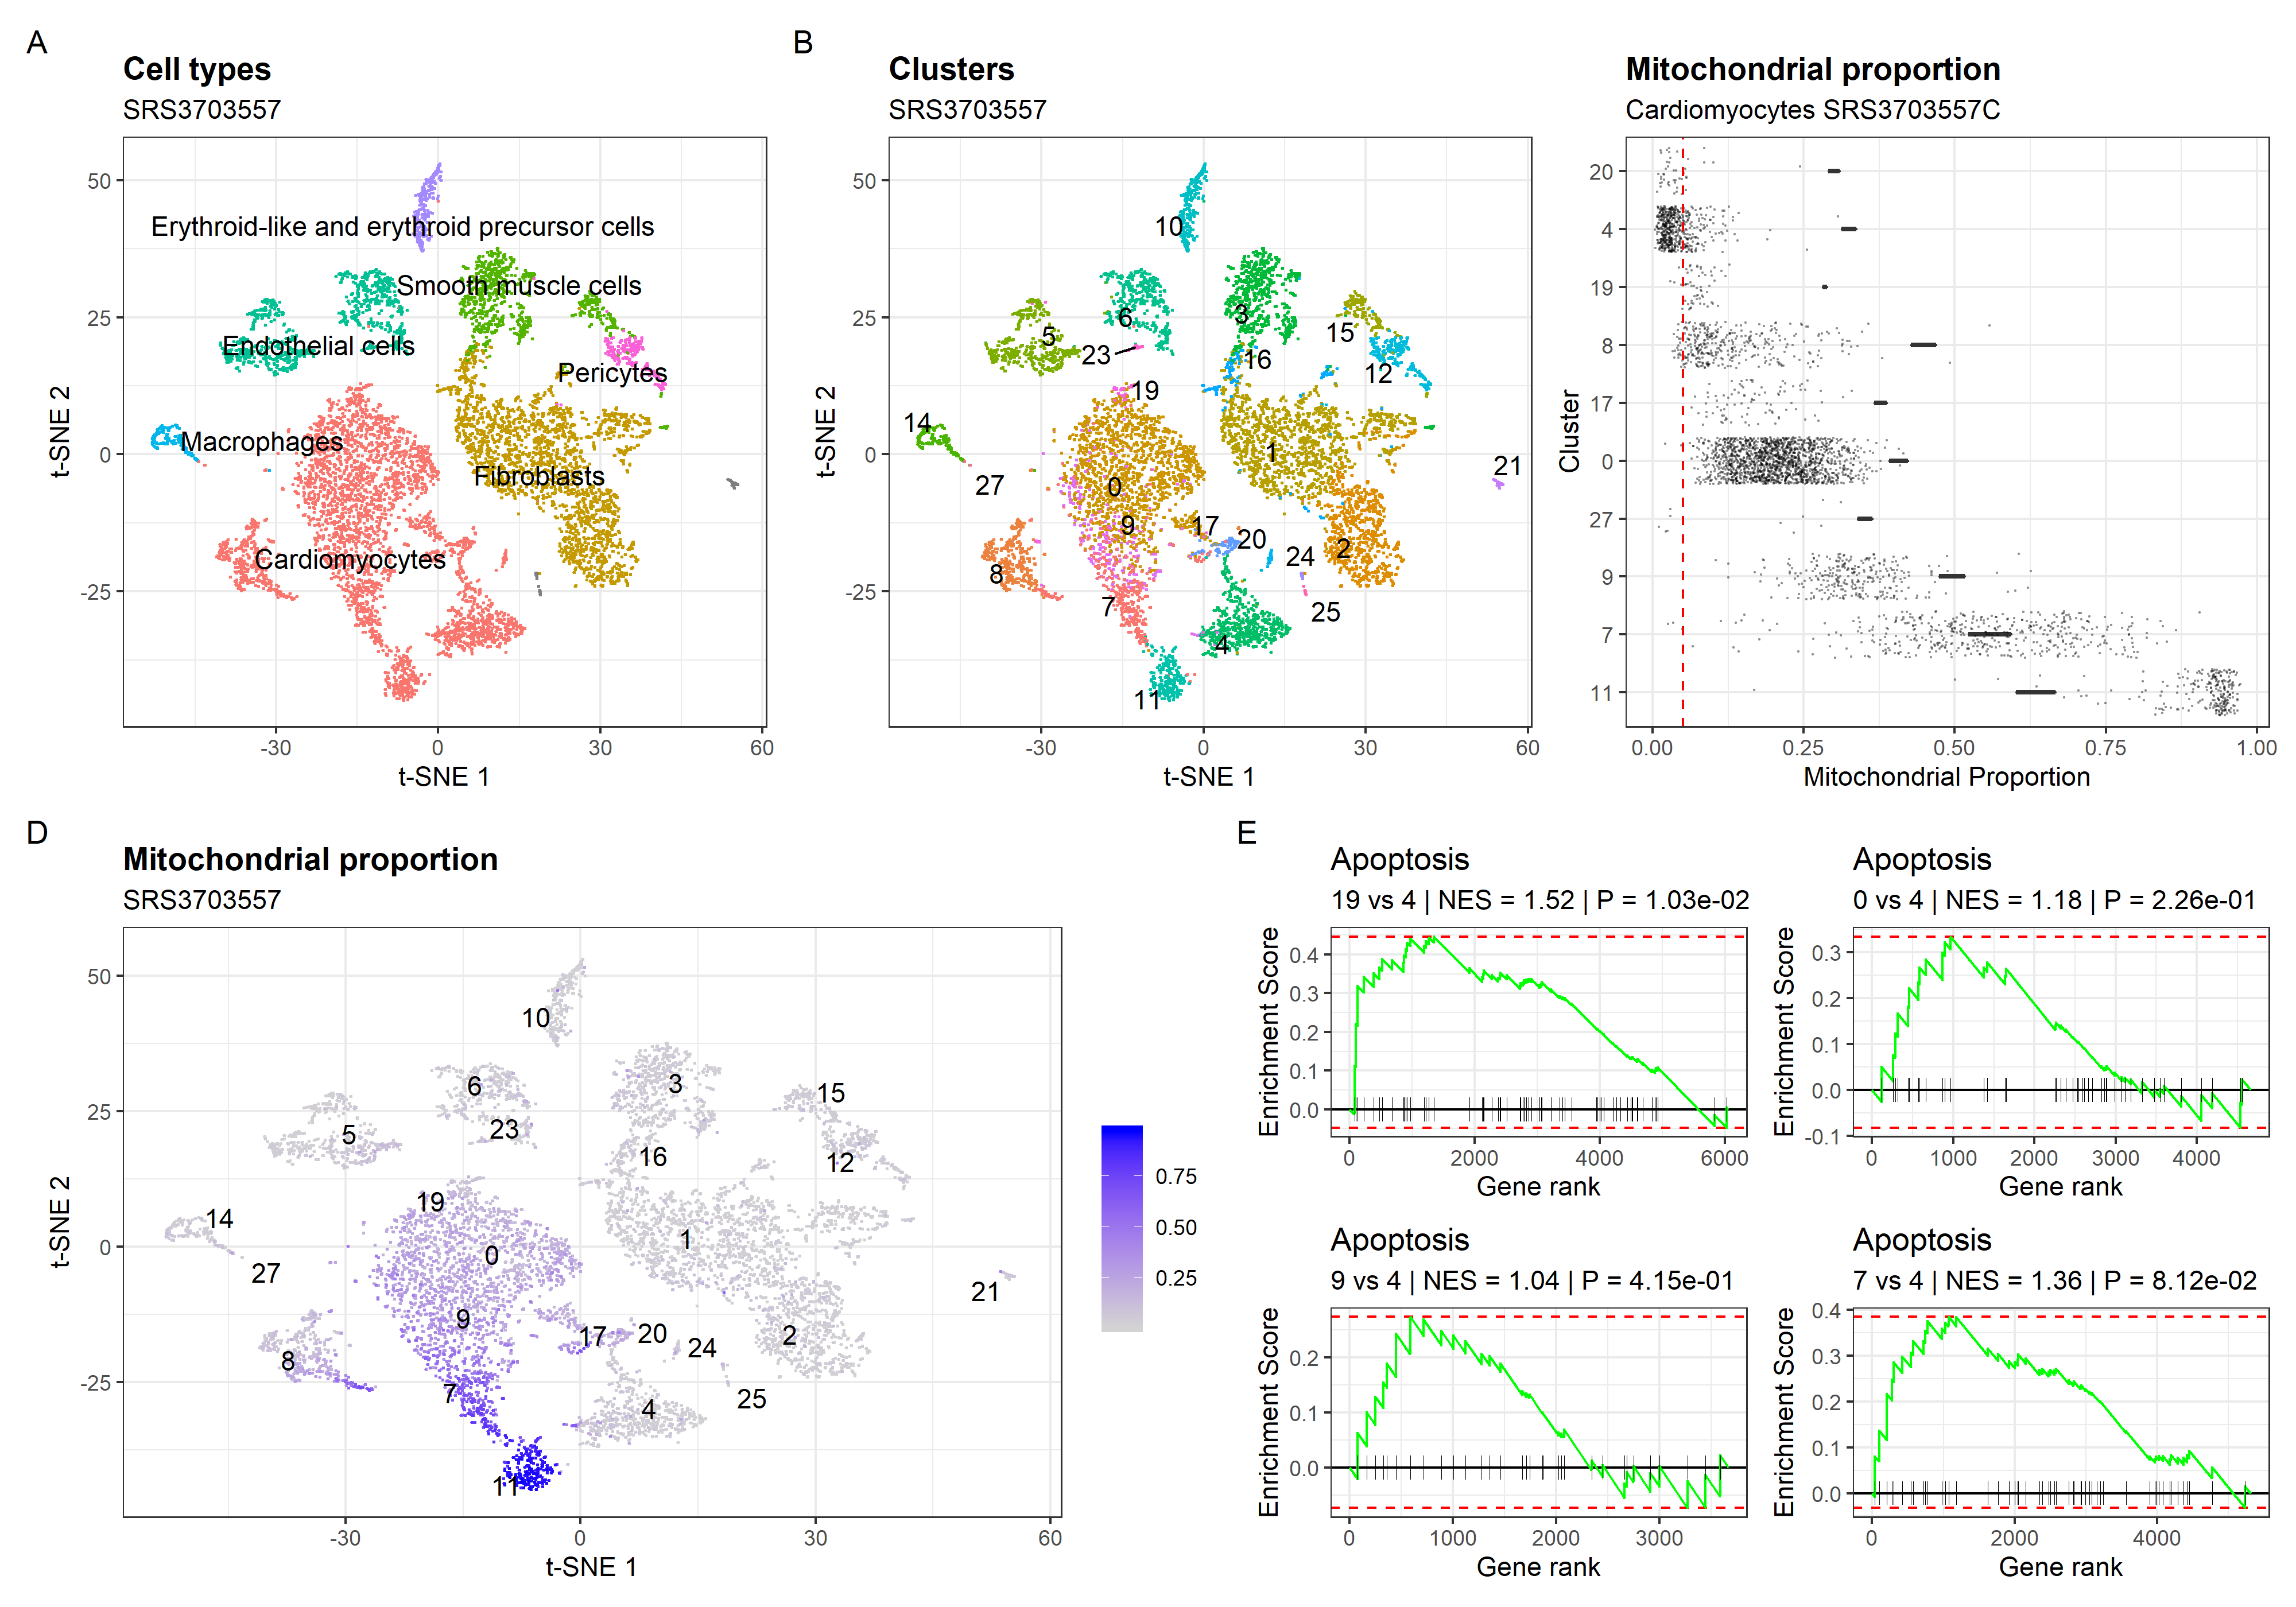 A
Cell types
SRS3703557
Erythroid-like and erythroid precursor cells
Smooth muscle cells
Endothelial cells
Pericytes
Macrophages
Fibroblasts
Cardiomyocytes
50
25
0
-25
-30
0
30
60
t-SNE 1
t-SNE 2
B
Clusters
SRS3703557
10
6
3
5
23
15
16
12
19
14
27
1
21
0
9
17
20
24
2
8
7
25
4
11
50
25
0
-25
-30
0
30
60
t-SNE 1
t-SNE 2
Mitochondrial proportion
Cardiomyocytes SRS3703557C
20
4
19
8
17
0
27
9
7
11
Cluster
0.00
0.25
0.50
0.75
1.00
Mitochondrial Proportion
D
Mitochondrial proportion
SRS3703557
10
6
3
15
5
23
16
12
19
14
0
1
27
21
9
17
20
24
2
8
7
25
4
11
50
25
0
-25
-30
0
30
60
t-SNE 1
t-SNE 2
0.75
0.50
0.25
E
Apoptosis
19 vs 4 | NES = 1.52 | P = 1.03e-02
0.4
0.3
0.2
0.1
0.0
Enrichment Score
0
2000
4000
6000
Gene rank
Apoptosis
0 vs 4 | NES = 1.18 | P = 2.26e-01
0.3
0.2
0.1
0.0
-0.1
Enrichment Score
0
1000
2000
3000
4000
Gene rank
Apoptosis
9 vs 4 | NES = 1.04 | P = 4.15e-01
0.2
0.1
0.0
Enrichment Score
0
1000
2000
3000
Gene rank
Apoptosis
7 vs 4 | NES = 1.36 | P = 8.12e-02
0.4
0.3
0.2
0.1
0.0
Enrichment Score
0
2000
4000
Gene rank